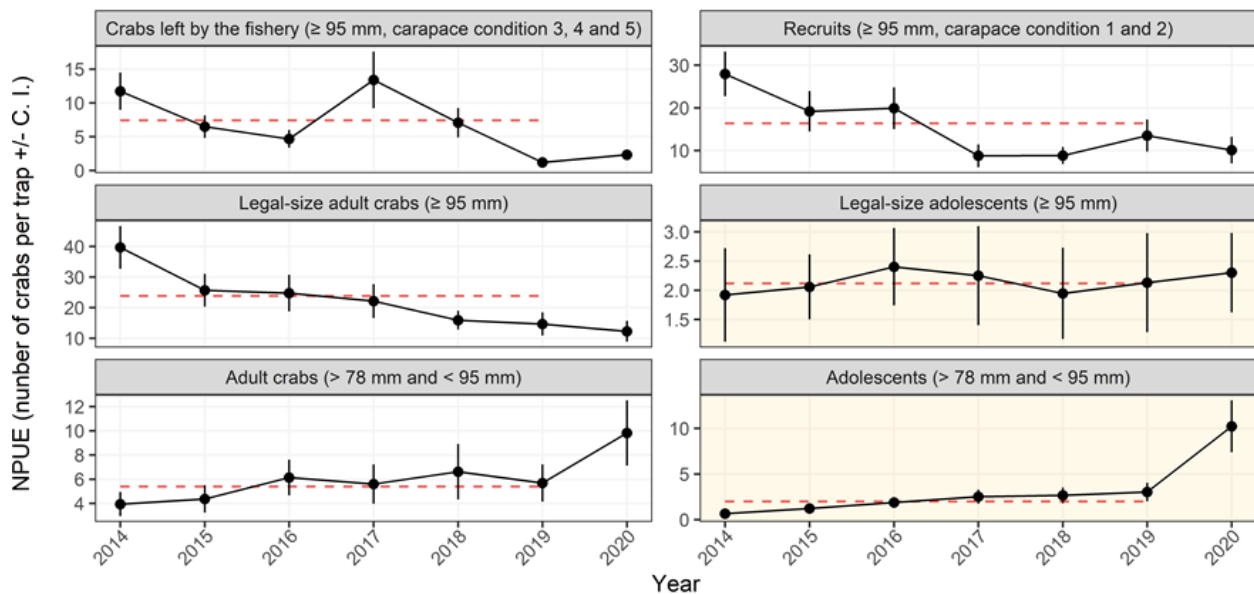 NPUE (nunber of crabs per trap +/- C. I.)
Crabs left by the fishery (≥ 95 mm, carapace condition 3, 4 and 5)
15
10
5
0
Recruits (≥ 95 mm, carapace condition 1 and 2)
30
20
10
Legal-size adult crabs (≥ 95 mm)
40
30
20
10
Legal-size adolescents (≥ 95 mm)
3.0
2.5
2.0
1.5
Adult crabs (> 78 mm and < 95 mm)
12
10
8
6
4
Adolescents (> 78 mm and < 95 mm)
10
5
0
2014 2015 2016 2017 2018 2019 2020
2014 2015 2016 2017 2018 2019 2020
Year